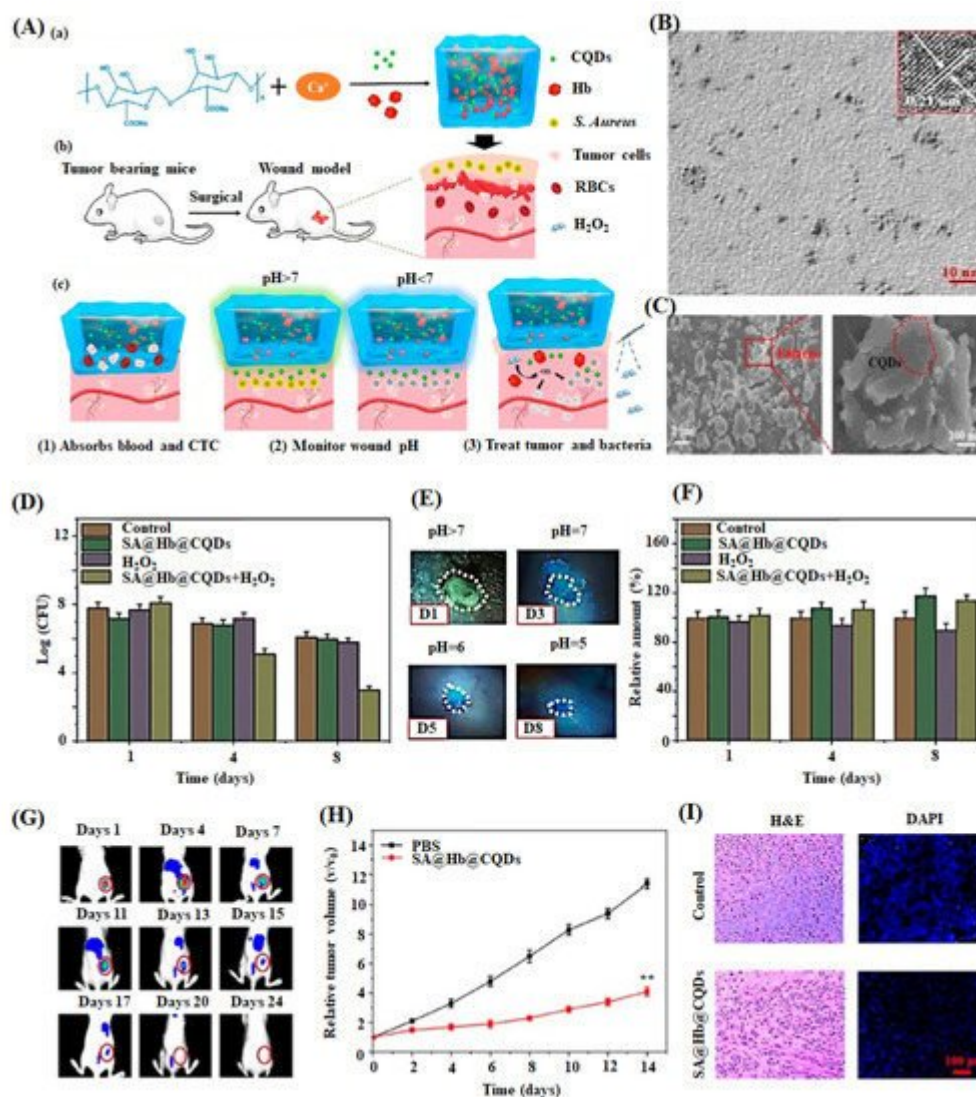 (A)
(a)
HO
COONa
COONa
+
CQDs
Hb
S. Aureus
Tumor cells
RBCs
H2O2
(b)
Tumor bearing mice
Surgical
Wound model
(c)
pH>7
pH<7
(1) Absorbs blood and CTC
(2) Monitor wound pH
(3) Treat tumor and bacteria
(B)
10 nm
(C)
CQDs
(D)
Control
SA@Hb@CQDs
H2O2
SA@Hb@CQDs+H2O2
Log (CFU)
12
8
4
0
1
4
8
Time (days)
(E)
pH>7
pH=7
D1
D3
pH=6
pH=5
D5
D8
(F)
Control
SA@Hb@CQDs
H2O2
SA@Hb@CQDs+H2O2
Relative amount (%)
160
120
80
40
0
1
4
8
Time (days)
(G)
Days 1
Days 4
Days 7
Days 11
Days 13
Days 15
Days 17
Days 20
Days 24
(H)
PBS
SA@Hb@CQDs
Relative tumor volume (v/v0)
14
12
10
8
6
4
2
0
**
0
2
4
6
8
10
12
14
Time (days)
(I)
H&E
DAPI
Control
SA@Hb@CQDs